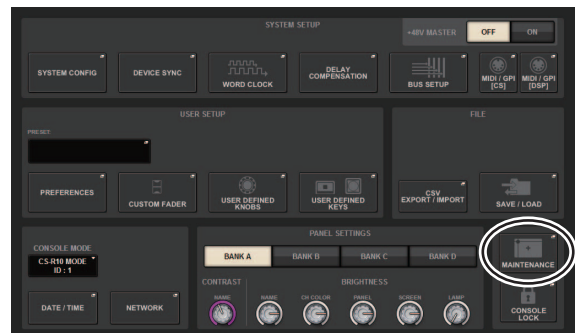 SYSTEM SETUP
+48V MASTER
OFF
ON
SYSTEM CONFIG
DEVICE SYNC
WORD CLOCK
DELAY
COMPENSATION
BUS SETUP
MIDI / GPI
[CS]
MIDI / GPI
[DSP]
USER SETUP
PRESET
PREFERENCES
CUSTOM FADER
USER DEFINED
KNOBS
USER DEFINED
KEYS
FILE
CSV
EXPORT / IMPORT
SAVE / LOAD
CONSOLE MODE
CS-R10 MODE
ID : 1
DATE / TIME
NETWORK
PANEL SETTINGS
BANK A
BANK B
BANK C
BANK D
CONTRAST
BRIGHTNESS
NAME
NAME
CH COLOR
PANEL
SCREEN
LAMP
MAINTENANCE
CONSOLE
LOCK